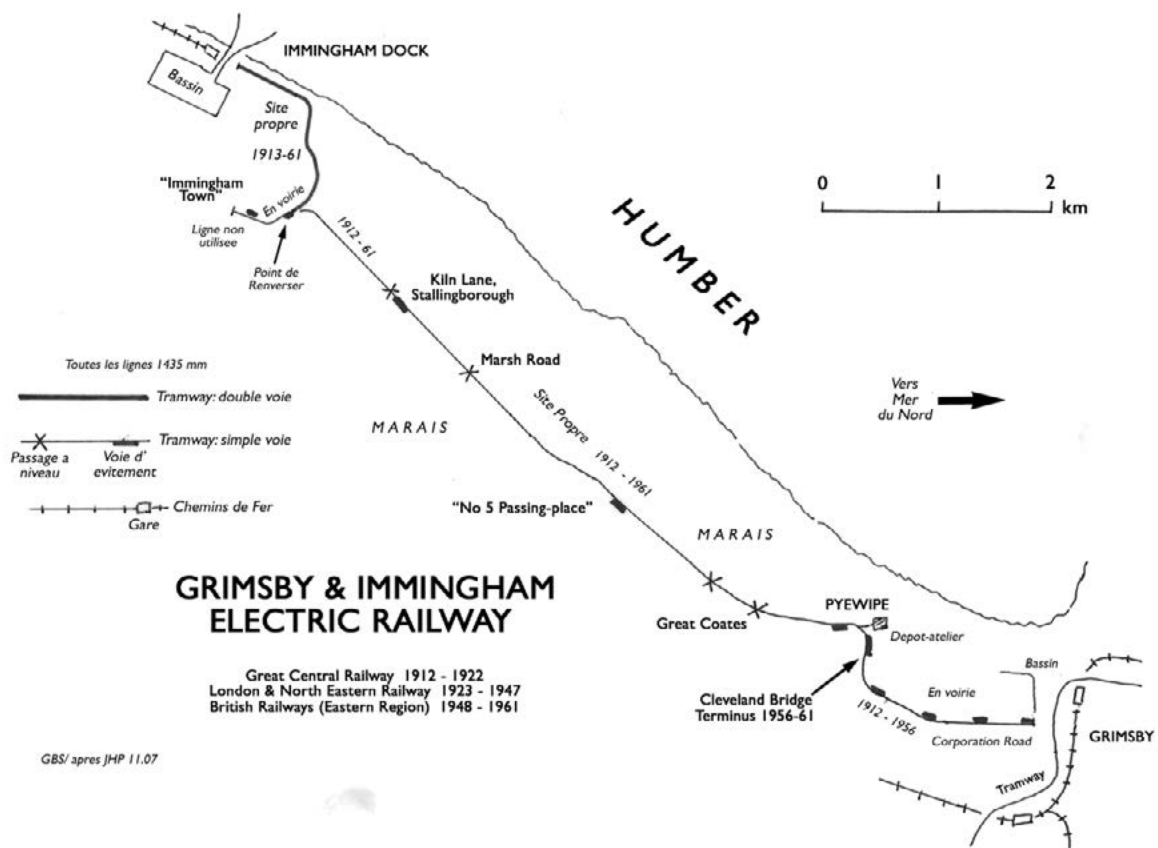 IMMINGHAM DOCK
Bassin
Site
propre
1913-61
"Immingham
Town"
En voirie
Ligne non
utilisee
Point de
Renverser
1912 - 61
Kiln Lane,
Stallingborough
Marsh Road
HUMBER
0 1 2
km
Vers
Mer
du Nord
Toutes les lignes 1435 mm
Tramway: double voie
Tramway: simple voie
Passage a
niveau
Voie d'
evitement
Chemins de Fer
Gare
MARAIS
Site Propre 1912 - 1961
"No 5 Passing-place"
MARAIS
GRIMSBY & IMMINGHAM
ELECTRIC RAILWAY
Great Central Railway 1912 - 1922
London & North Eastern Railway 1923 - 1947
British Railways (Eastern Region) 1948 - 1961
GBS/ apres JHP 11.07
Great Coates
PYEWIPE
Depot-atelier
Cleveland Bridge
Terminus 1956-61
1912 - 1956
En voirie
Corporation Road
Bassin
GRIMSBY
Tramway